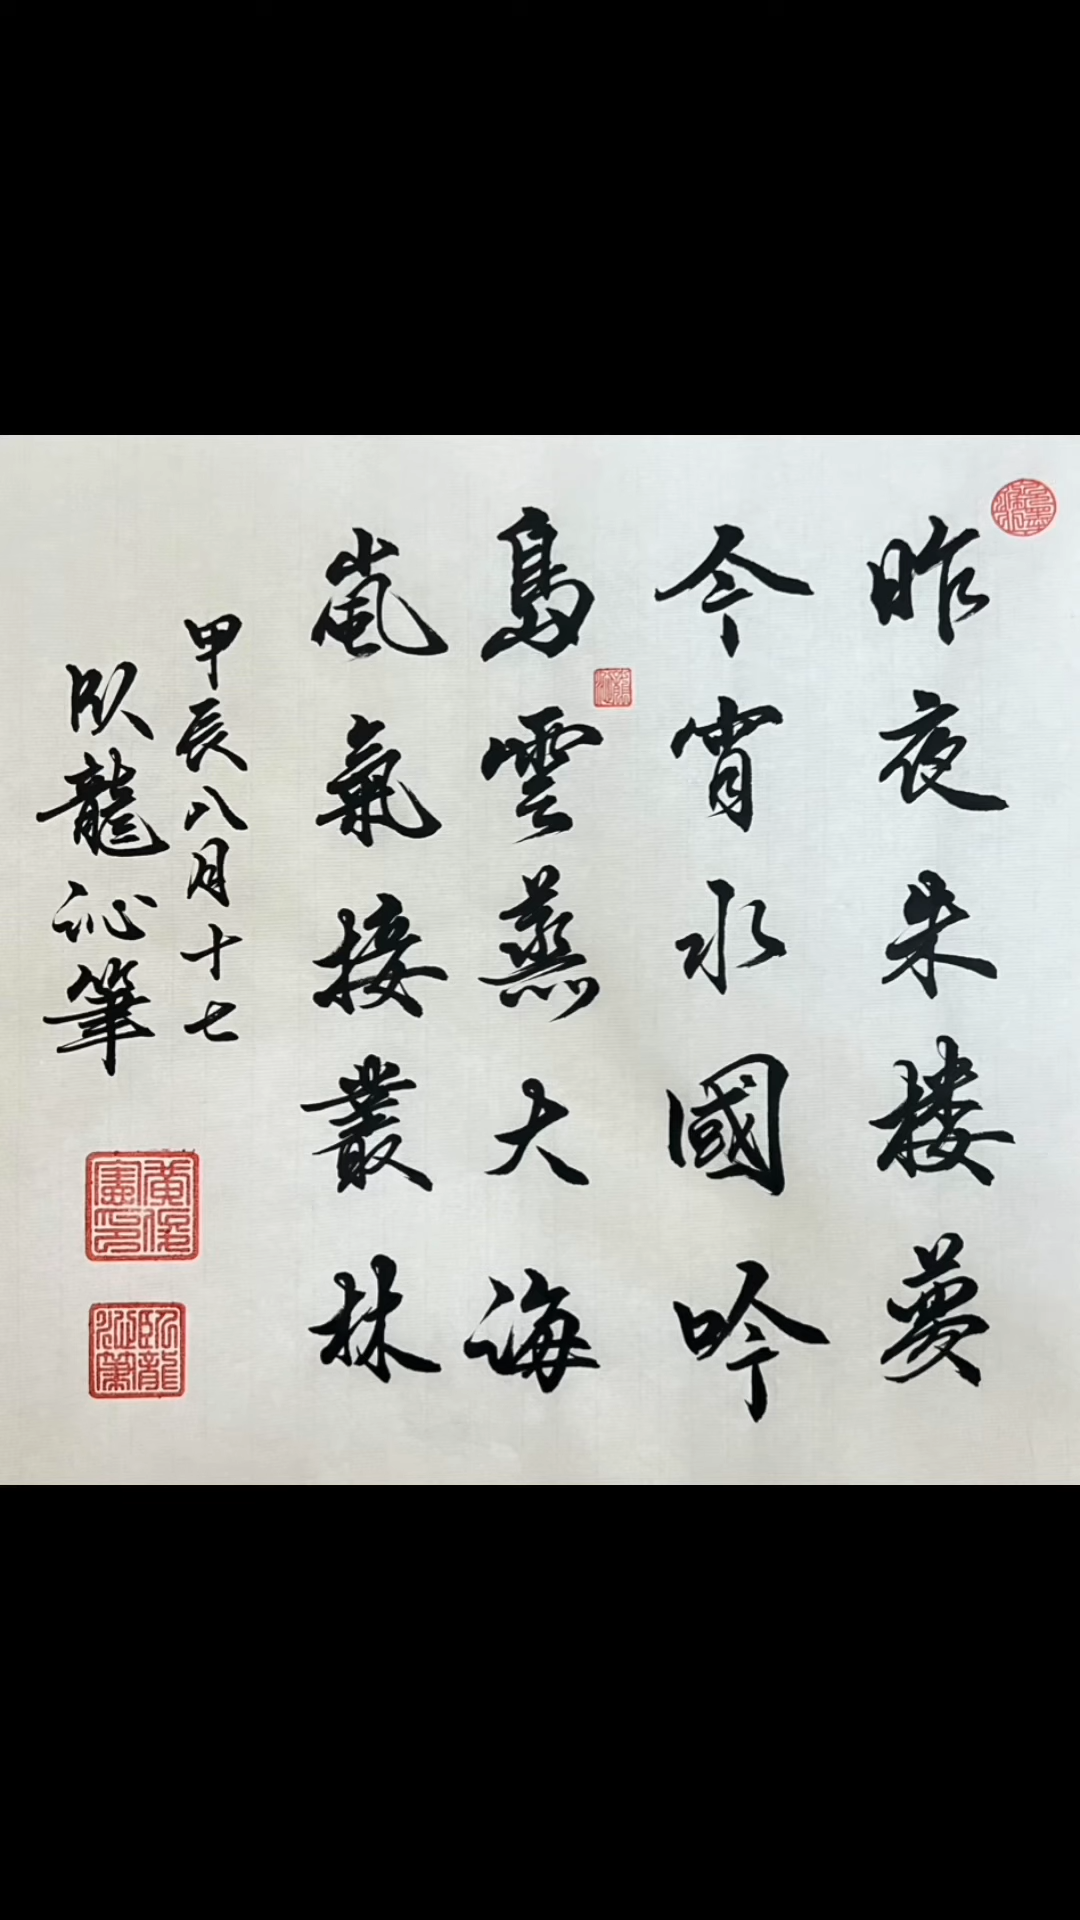 昨夜朱楼夢
今宵水國吟
島雲蒸大海
嵐氣接叢林
甲辰八月十七
臥龍沁筆